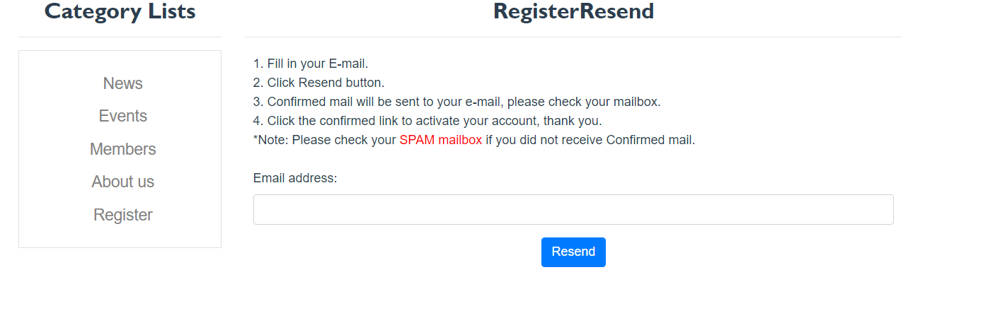 Category Lists
RegisterResend
News
Events
Members
About us
Register
1. Fill in your E-mail.
2. Click Resend button.
3. Confirmed mail will be sent to your e-mail, please check your mailbox.
4. Click the confirmed link to activate your account, thank you.
*Note: Please check your SPAM mailbox if you did not receive Confirmed mail.
Email address:
Resend